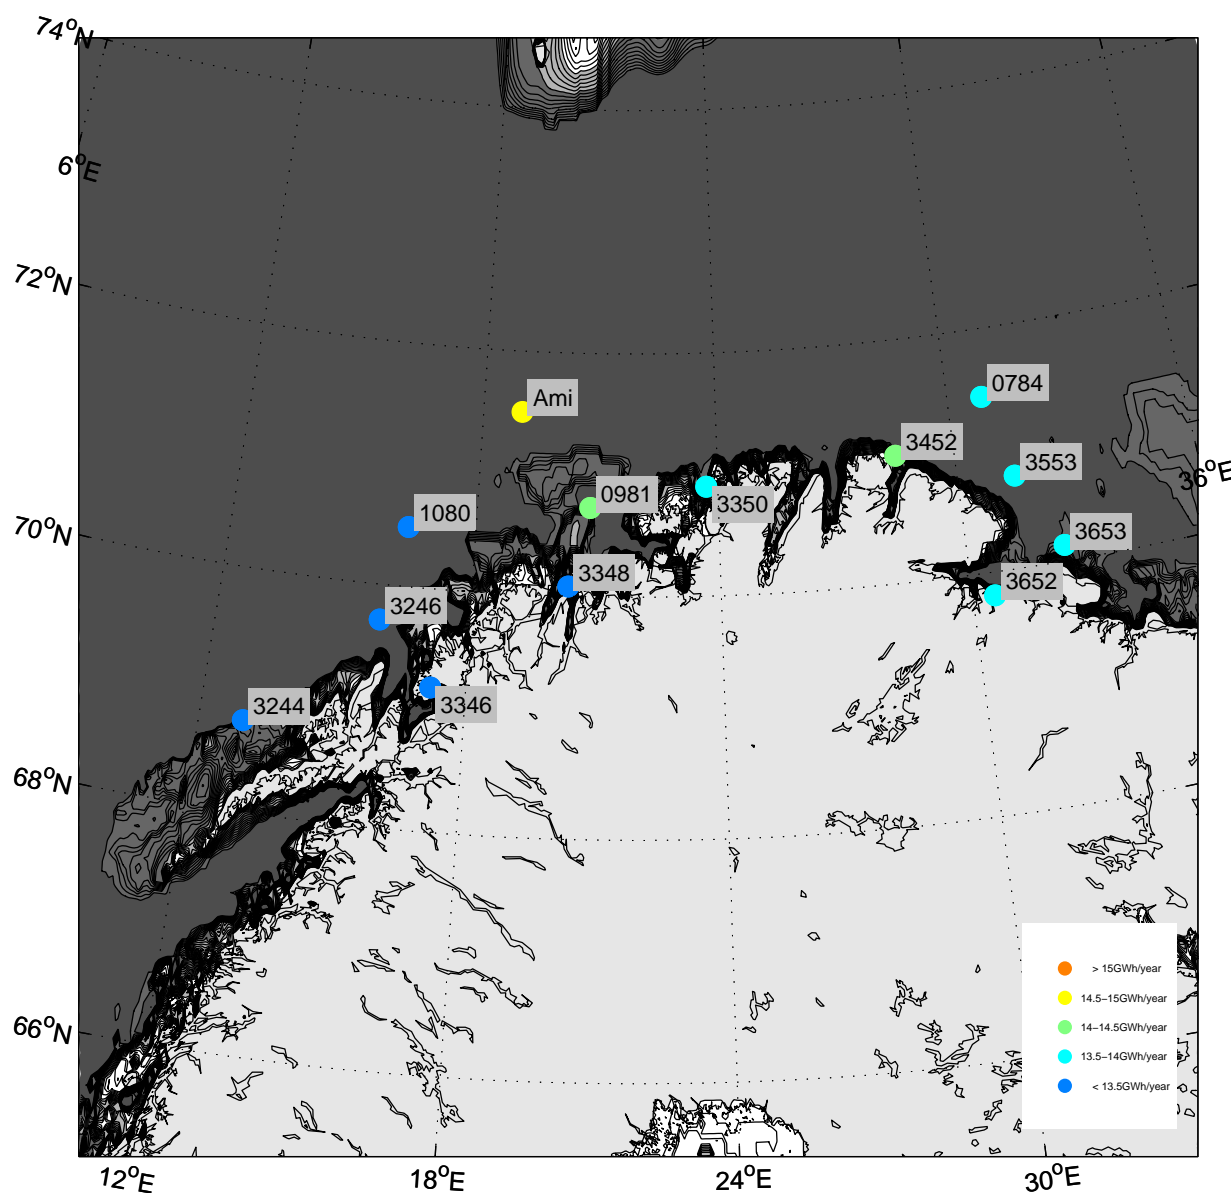 74°N
6°E
72°N
Ami
0784
3452
3553
36°E
0981
3350
1080
70°N
3653
3348
3652
3246
3244
3346
68°N
66°N
> 15GWh/year
14.5–15GWh/year
14–14.5GWh/year
13.5–14GWh/year
< 13.5GWh/year
12°E
18°E
24°E
30°E